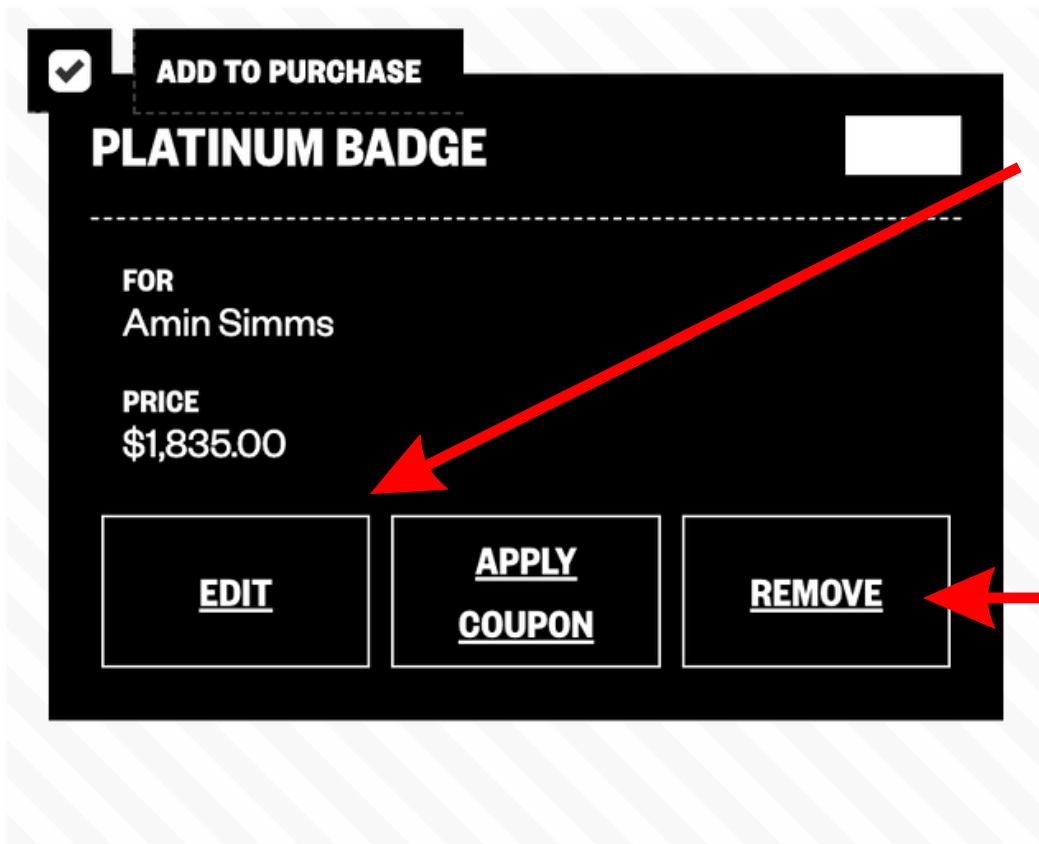 ADD TO PURCHASE
PLATINUM BADGE
FOR
Amin Simms
PRICE
$1,835.00
EDIT
APPLY
COUPON
REMOVE